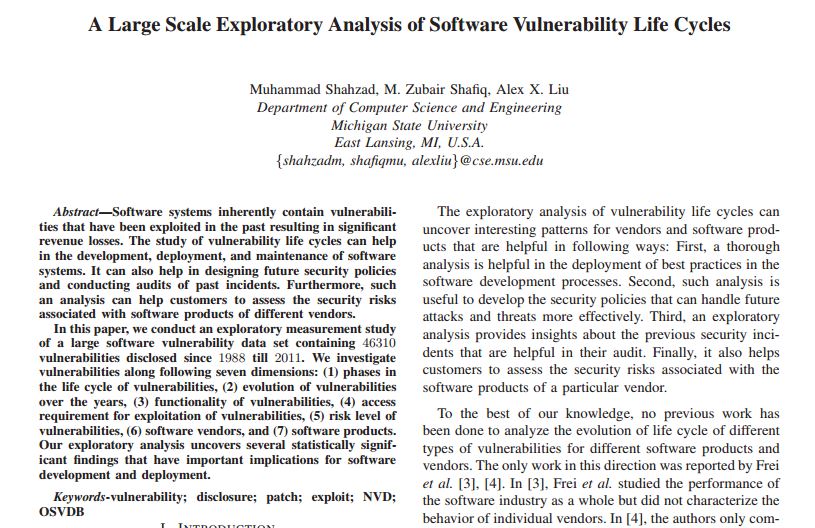 A Large Scale Exploratory Analysis of Software Vulnerability Life Cycles
Muhammad Shahzad, M. Zubair Shafiq, Alex X. Liu
Department of Computer Science and Engineering
Michigan State University
East Lansing, MI, U.S.A.
{shahzadm, shafiqmu, alexliu}@cse.msu.edu
Abstract—Software systems inherently contain vulnerabili-
ties that have been exploited in the past resulting in significant
revenue losses. The study of vulnerability life cycles can help
in the development, deployment, and maintenance of software
systems. It can also help in designing future security policies
and conducting audits of past incidents. Furthermore, such
an analysis can help customers to assess the security risks
associated with software products of different vendors.
In this paper, we conduct an exploratory measurement study
of a large software vulnerability data set containing 46310
vulnerabilities disclosed since 1988 till 2011. We investigate
vulnerabilities along following seven dimensions: (1) phases in
the life cycle of vulnerabilities, (2) evolution of vulnerabilities
over the years, (3) functionality of vulnerabilities, (4) access
requirement for exploitation of vulnerabilities, (5) risk level of
vulnerabilities, (6) software vendors, and (7) software products.
Our exploratory analysis uncovers several statistically signif-
icant findings that have important implications for software
development and deployment.
Keywords-vulnerability; disclosure; patch; exploit; NVD;
OSVDB
I. INTRODUCTION
The exploratory analysis of vulnerability life cycles can
uncover interesting patterns for vendors and software prod-
ucts that are helpful in following ways: First, a thorough
analysis is helpful in the deployment of best practices in the
software development processes. Second, such analysis is
useful to develop the security policies that can handle future
attacks and threats more effectively. Third, an exploratory
analysis provides insights about the previous security inci-
dents that are helpful in their audit. Finally, it also helps
customers to assess the security risks associated with the
software products of a particular vendor.
To the best of our knowledge, no previous work has
been done to analyze the evolution of life cycle of different
types of vulnerabilities for different software products and
vendors. The only work in this direction was reported by Frei
et al. [3], [4]. In [3], Frei et al. studied the performance of
the software industry as a whole but did not characterize the
behavior of individual vendors. In [4], the authors only com-